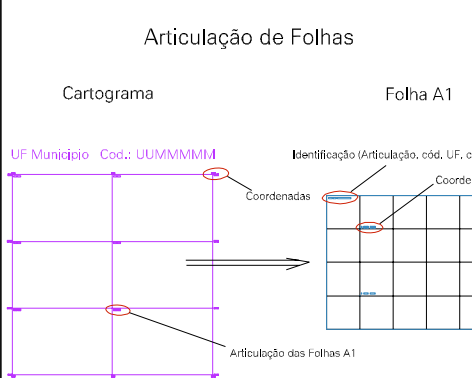 Articulação de Folhas
Cartograma
Folha A1
UF Municipio Cod.: UUMMMMM
Identificação (Articulação, cód. UF, c
Coordenadas
Coorde
Articulação das Folhas A1